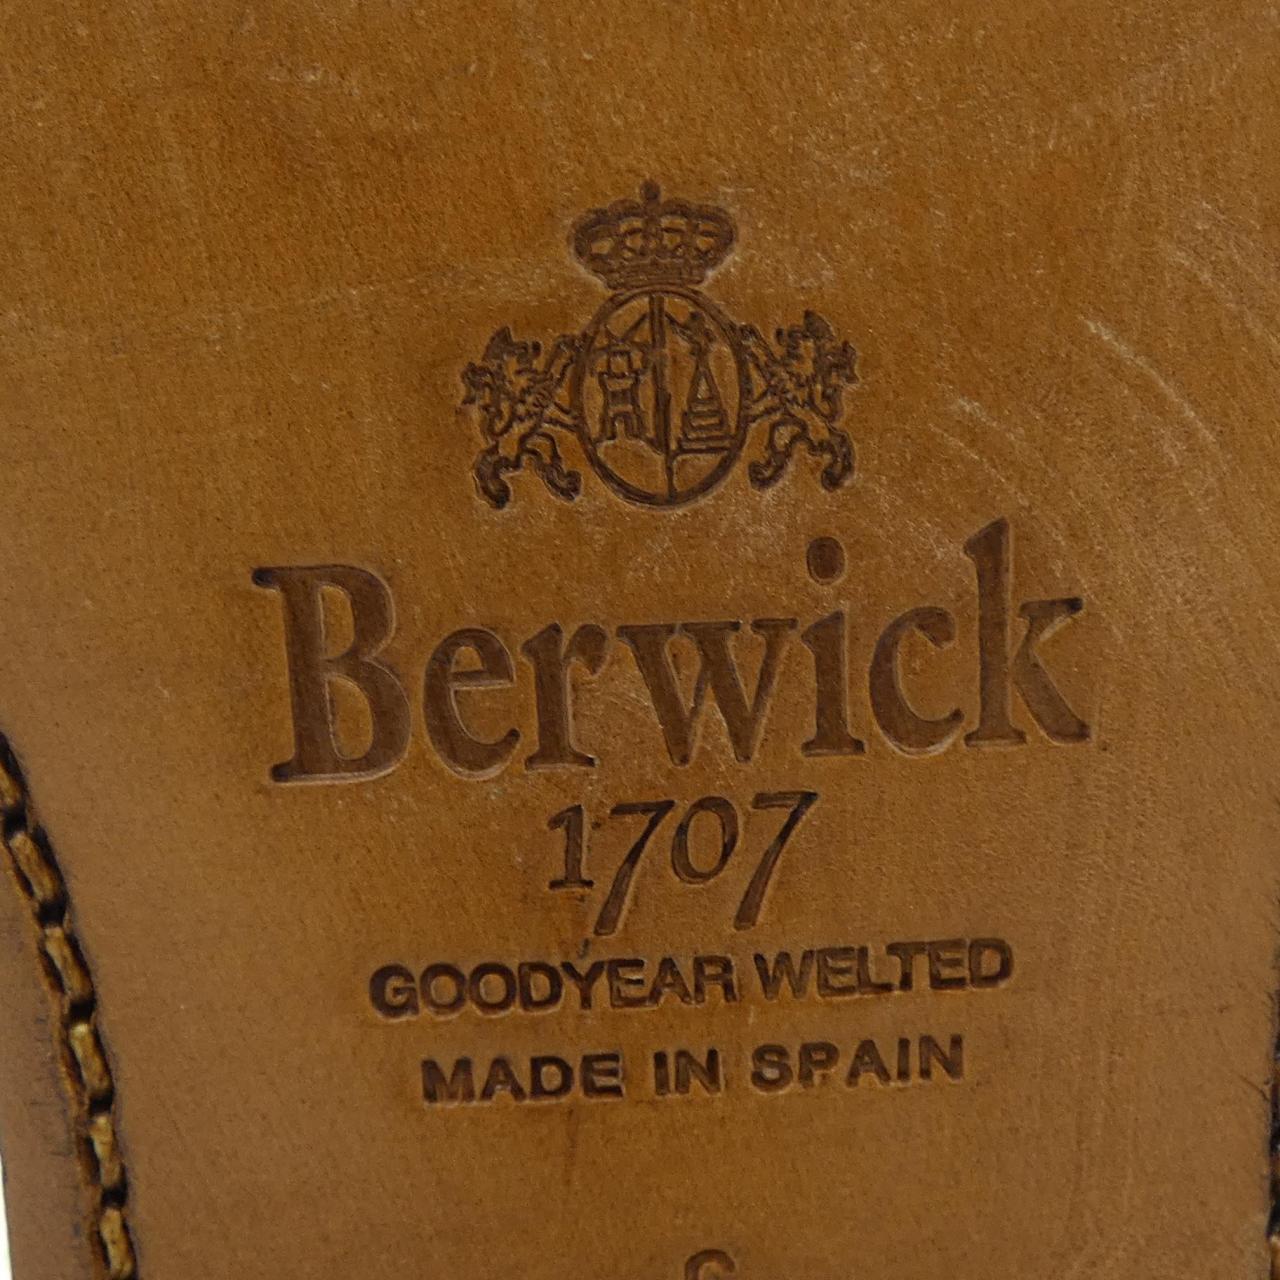 Berwick
1707
GOODYEAR WELTED
MADE IN SPAIN